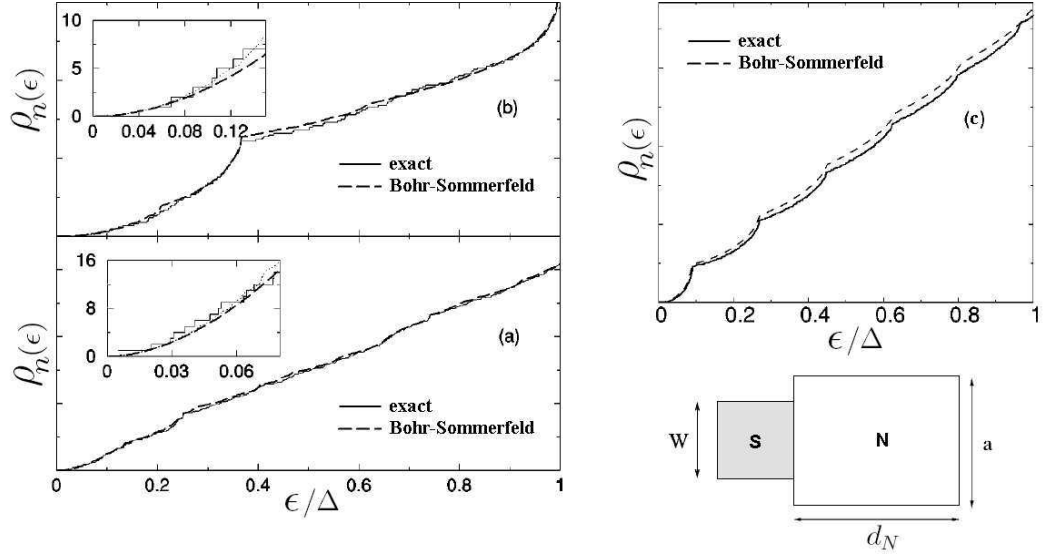 10
5
0
0 0.04 0.08 0.12
ρn(ϵ)
(b)
exact
Bohr-Sommerfeld
16
12
8
4
0
0.03 0.06
ρn(ϵ)
(a)
exact
Bohr-Sommerfeld
0 0.2 0.4 0.6 0.8 1
ϵ/Δ
exact
Bohr-Sommerfeld
(c)
ρn(ϵ)
0 0.2 0.4 0.6 0.8 1
ϵ/Δ
W
S
N
a
dN